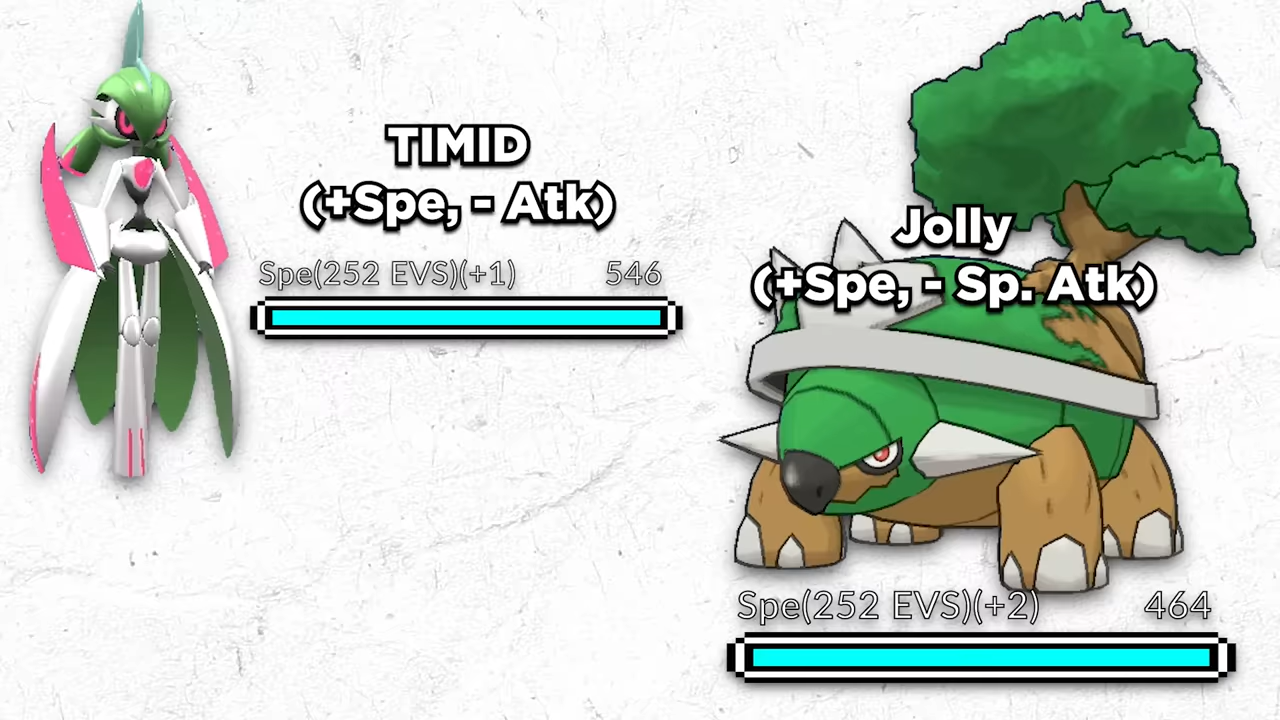 TIMID
(+Spe, - Atk)
Spe(252 EVS)(+1) 546
Jolly
(+Spe, - Sp. Atk)
Spe(252 EVS)(+2) 464